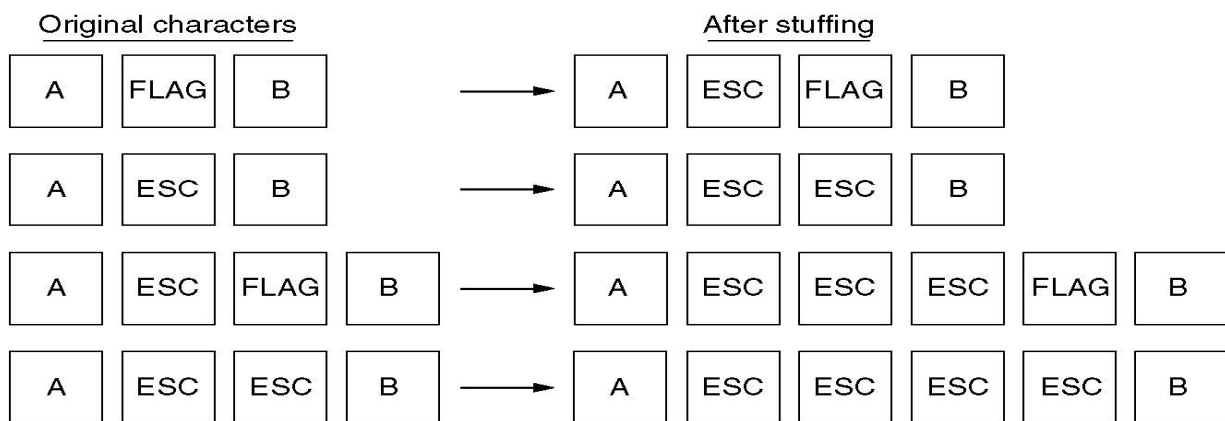 Original characters After stuffing
A FLAG B A ESC FLAG B
A ESC B A ESC ESC B
A ESC FLAG B A ESC ESC ESC FLAG B
A ESC ESC B A ESC ESC ESC ESC B